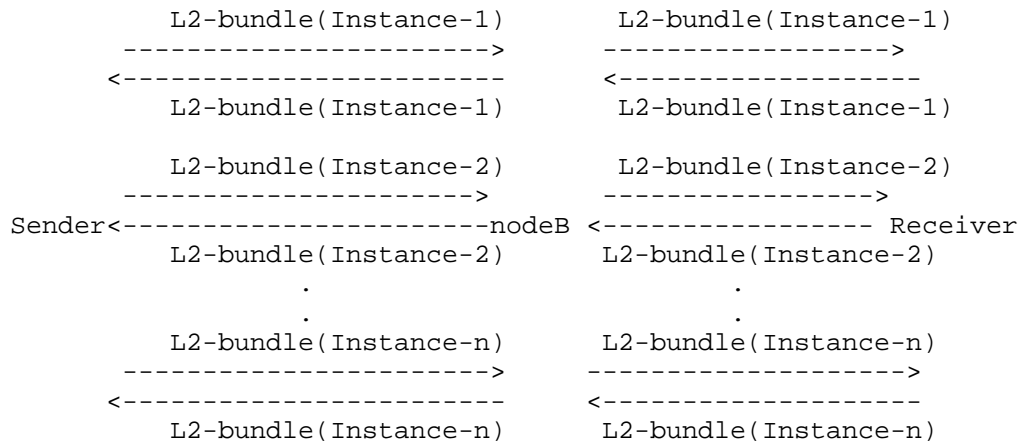 L2-bundle(Instance-1) L2-bundle(Instance-1)
-----------------------> ------------------>
<------------------------ <-------------------
L2-bundle(Instance-1) L2-bundle(Instance-1)
L2-bundle(Instance-2) L2-bundle(Instance-2)
----------------------> ----------------->
Sender<-----------------------nodeB <----------------- Receiver
L2-bundle(Instance-2) L2-bundle(Instance-2)
. .
. .
L2-bundle(Instance-n) L2-bundle(Instance-n)
-----------------------> -------------------->
<------------------------ <--------------------
L2-bundle(Instance-n) L2-bundle(Instance-n)